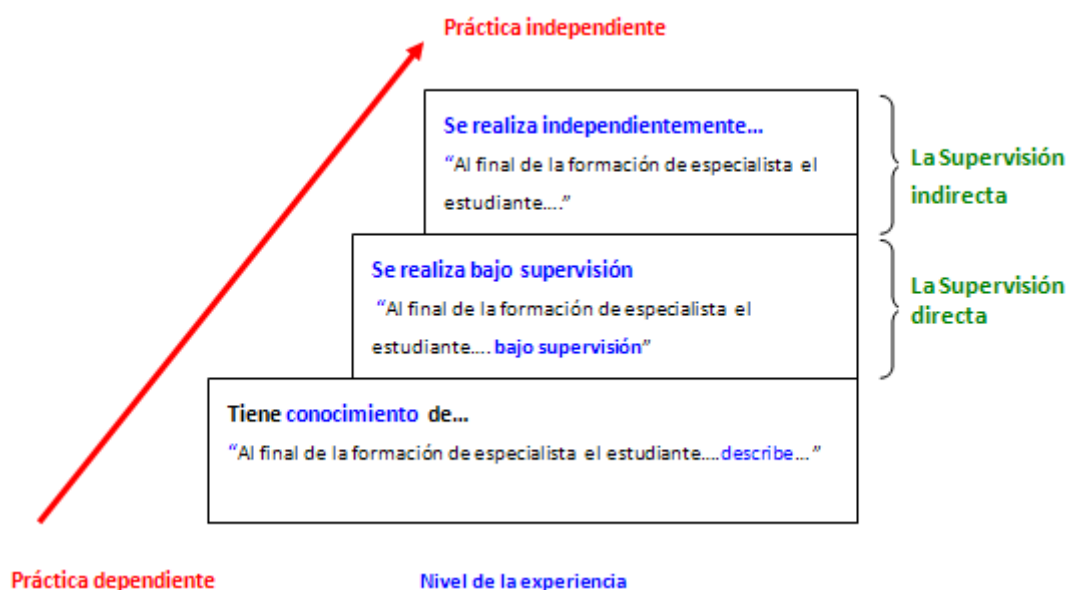 Práctica independiente
Se realiza independientemente...
“Al final de la formación de especialista el
estudiante....”
La Supervisión
indirecta
Se realiza bajo supervisión
“Al final de la formación de especialista el
estudiante.... bajo supervisión”
La Supervisión
directa
Tiene conocimiento de...
“Al final de la formación de especialista el estudiante....describe...”
Práctica dependiente
Nivel de la experiencia